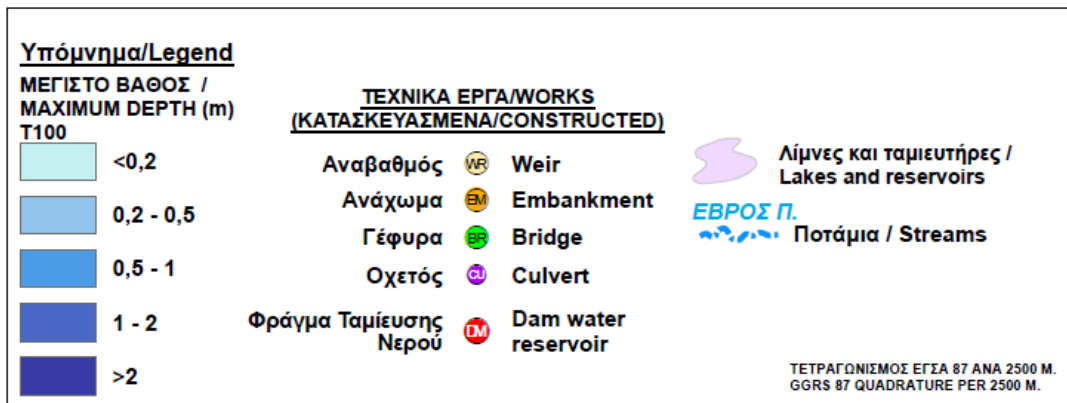 Υπόμνημα/Legend
ΜΕΓΙΣΤΟ ΒΑΘΟΣ /
MAXIMUM DEPTH (m)
T100
<0,2
0,2 - 0,5
0,5 - 1
1 - 2
>2
ΤΕΧΝΙΚΑ ΕΡΓΑ/WORKS
(ΚΑΤΑΣΚΕΥΑΣΜΕΝΑ/CONSTRUCTED)
Αναβαθμός WR Weir
Ανάχωμα EM Embankment
Γέφυρα BR Bridge
Οχετός CU Culvert
Φράγμα Ταμίευσης DM Dam water
Νερού reservoir
Λίμνες και ταμιευτήρες /
Lakes and reservoirs
ΕΒΡΟΣ Π.
Ποτάμια / Streams
ΤΕΤΡΑΓΩΝΙΣΜΟΣ ΕΓΣΑ 87 ΑΝΑ 2500 Μ.
GGRS 87 QUADRATURE PER 2500 M.